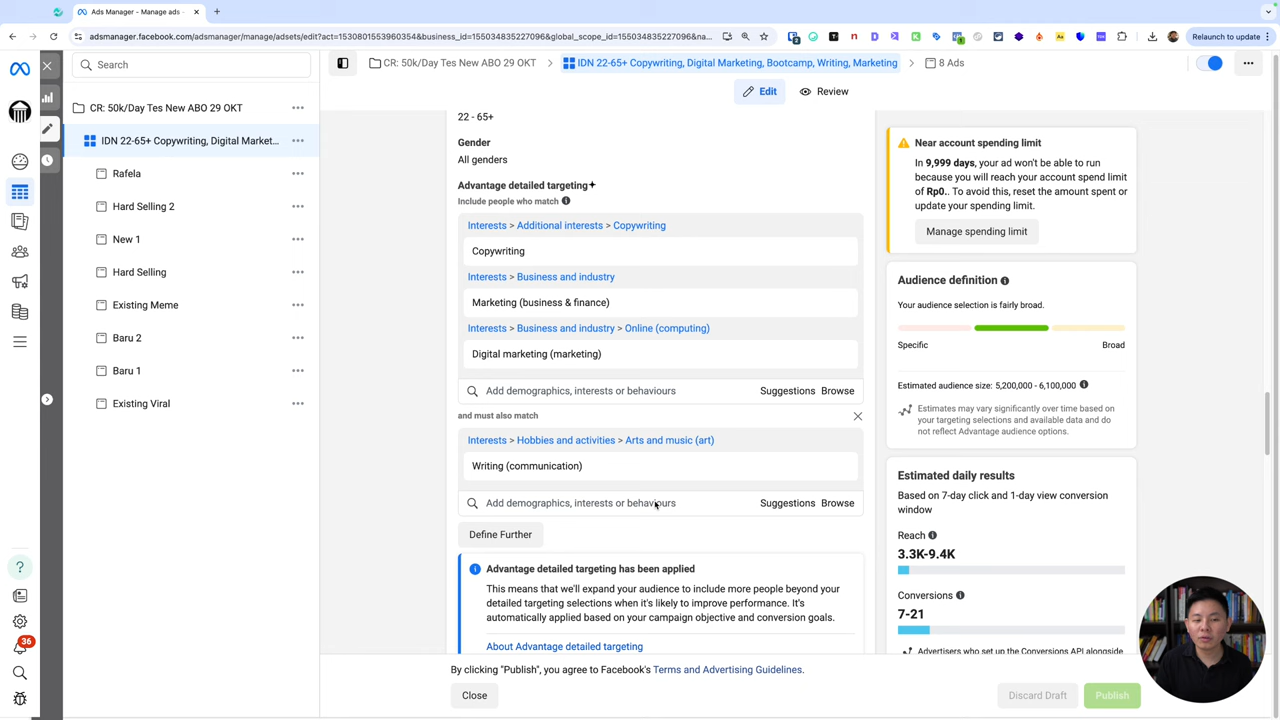 Ads Manager - Manage ads -
adsmanager.facebook.com/adsmanager/manage/adsets/edit?act=1530801553960354&business_id=155034835227096&global_scope_id=155034835227096&na...
Relaunch to update
Search
CR: 50k/Day Tes New ABO 29 OKT
IDN 22-65+ Copywriting, Digital Market...
Rafela
Hard Selling 2
New 1
Hard Selling
Existing Meme
Baru 2
Baru 1
Existing Viral
36
CR: 50k/Day Tes New ABO 29 OKT
IDN 22-65+ Copywriting, Digital Marketing, Bootcamp, Writing, Marketing
8 Ads
Edit
Review
22 - 65+
Gender
All genders
Advantage detailed targeting
Include people who match
Interests > Additional interests > Copywriting
Copywriting
Interests > Business and industry
Marketing (business & finance)
Interests > Business and industry > Online (computing)
Digital marketing (marketing)
Add demographics, interests or behaviours
Suggestions Browse
and must also match
Interests > Hobbies and activities > Arts and music (art)
Writing (communication)
Add demographics, interests or behaviours
Suggestions Browse
Define Further
Advantage detailed targeting has been applied
This means that we'll expand your audience to include more people beyond your
detailed targeting selections when it's likely to improve performance. It's
automatically applied based on your campaign objective and conversion goals.
About Advantage detailed targeting
By clicking "Publish", you agree to Facebook's Terms and Advertising Guidelines.
Close
Discard Draft
Publish
Near account spending limit
In 9,999 days, your ad won't be able to run
because you will reach your account spend limit
of Rp0.. To avoid this, reset the amount spent or
update your spending limit.
Manage spending limit
Audience definition
Your audience selection is fairly broad.
Specific
Broad
Estimated audience size: 5,200,000 - 6,100,000
Estimates may vary significantly over time based on
your targeting selections and available data and do
not reflect Advantage audience options.
Estimated daily results
Based on 7-day click and 1-day view conversion
window
Reach
3.3K-9.4K
Conversions
7-21
Advertisers who set up the Conversions API alongside